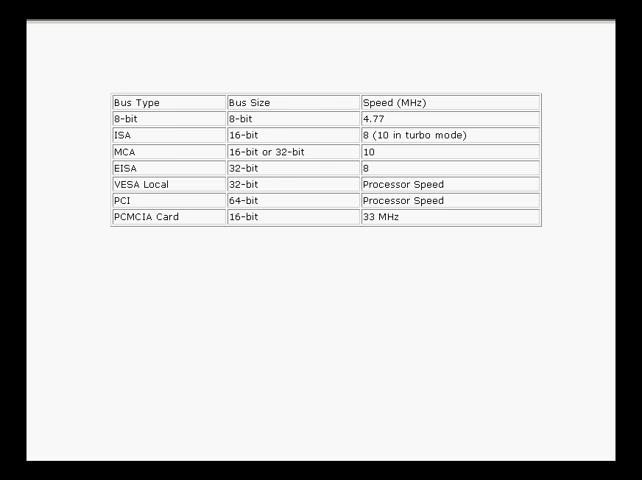 Bus Type Bus Size Speed (MHz)
8-bit 8-bit 4.77
ISA 16-bit 8 (10 in turbo mode)
MCA 16-bit or 32-bit 10
EISA 32-bit 8
VESA Local 32-bit Processor Speed
PCI 64-bit Processor Speed
PCMCIA Card 16-bit 33 MHz